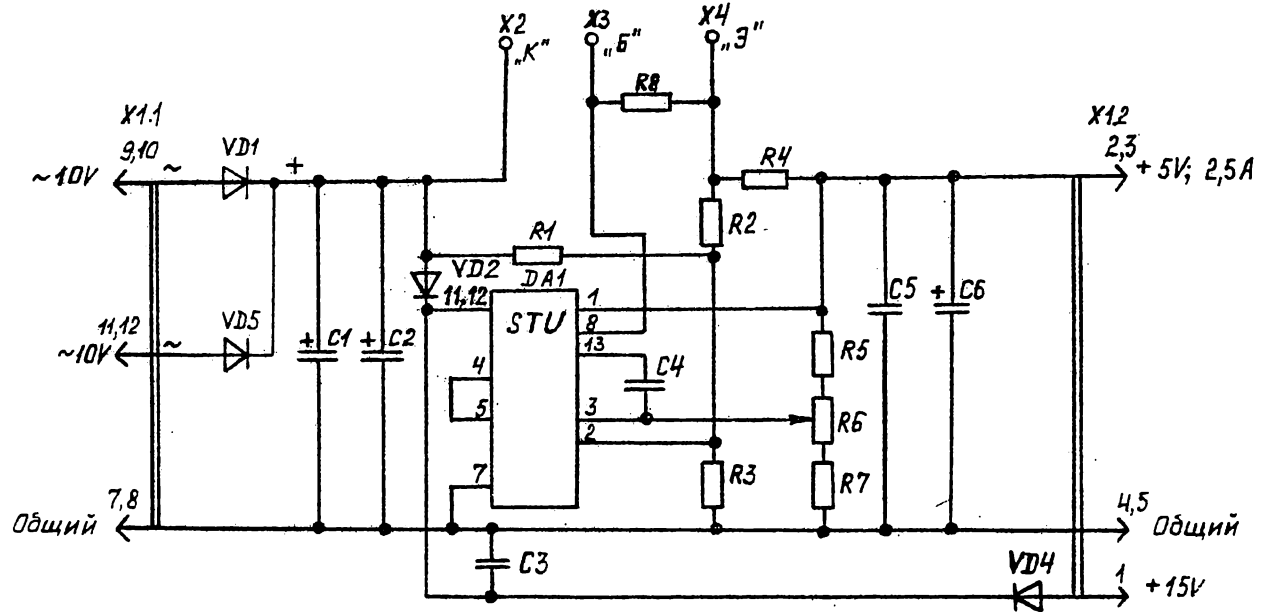 X2
„К"
X3
„Б"
X4
„Э"
R8
X1.1
9,10
~10V
~
VD1
+
R4
X1.2
2,3
+5V; 2,5A
R1
R2
VD2
DA1
11,12
STU
1
8
13
4
5
3
2
7
11,12
~10V
~
VD5
+
C1
+
C2
C4
C5
+
C6
R5
R6
R3
R7
7,8
Общий
4,5
Общий
C3
VD4
1
+15V